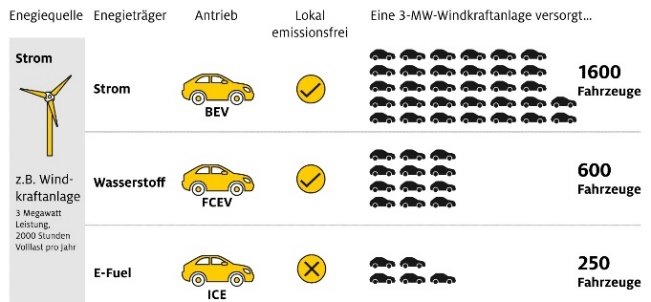 Enegiequelle
Enegieträger
Antrieb
Lokal
emissionsfrei
Eine 3-MW-Windkraftanlage versorgt...
Strom
z.B. Wind-
kraftanlage
3 Megawatt
Leistung,
2000 Stunden
Volllast pro Jahr
Strom
BEV
1600
Fahrzeuge
Wasserstoff
FCEV
600
Fahrzeuge
E-Fuel
ICE
250
Fahrzeuge